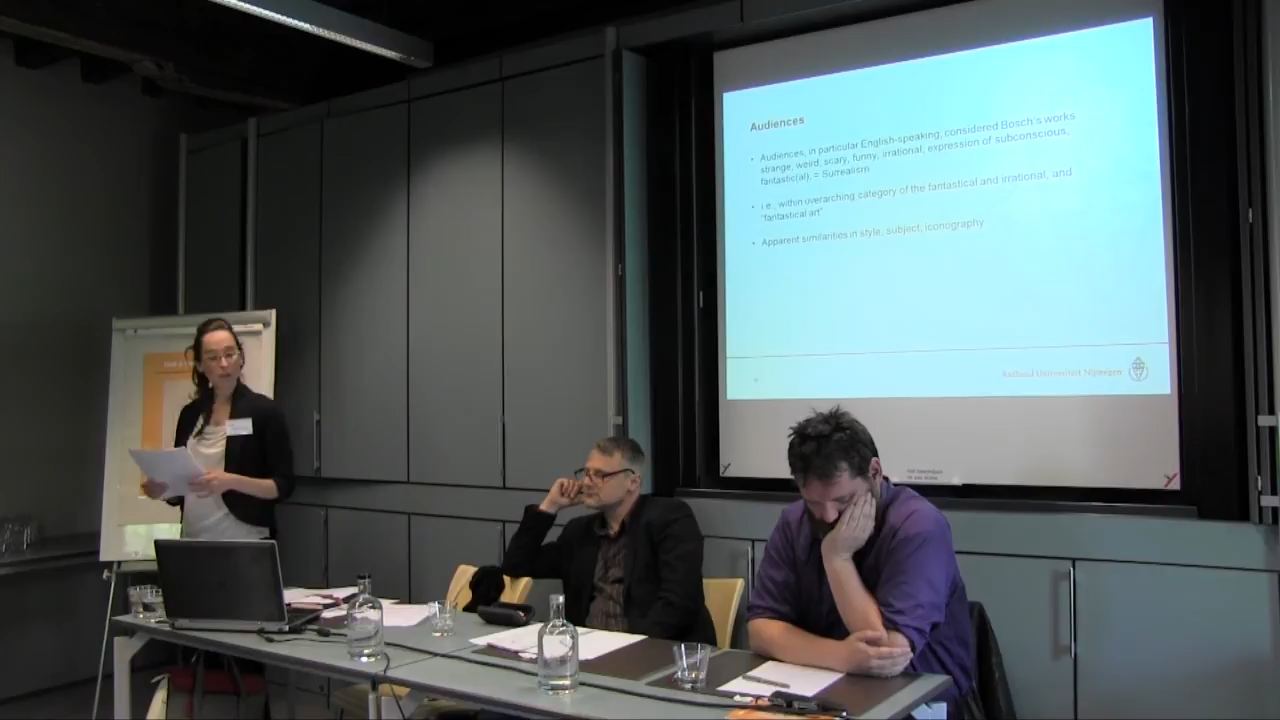 Audiences
• Audiences, in particular English-speaking, considered Bosch's works
strange, weird, scary, funny, irrational, expression of subconscious,
fantastic(al), = Surrealism
• i.e., within overarching category of the fantastical and irrational, and
"fantastical art"
• Apparent similarities in style, subject, iconography
Radboud Universiteit Nijmegen